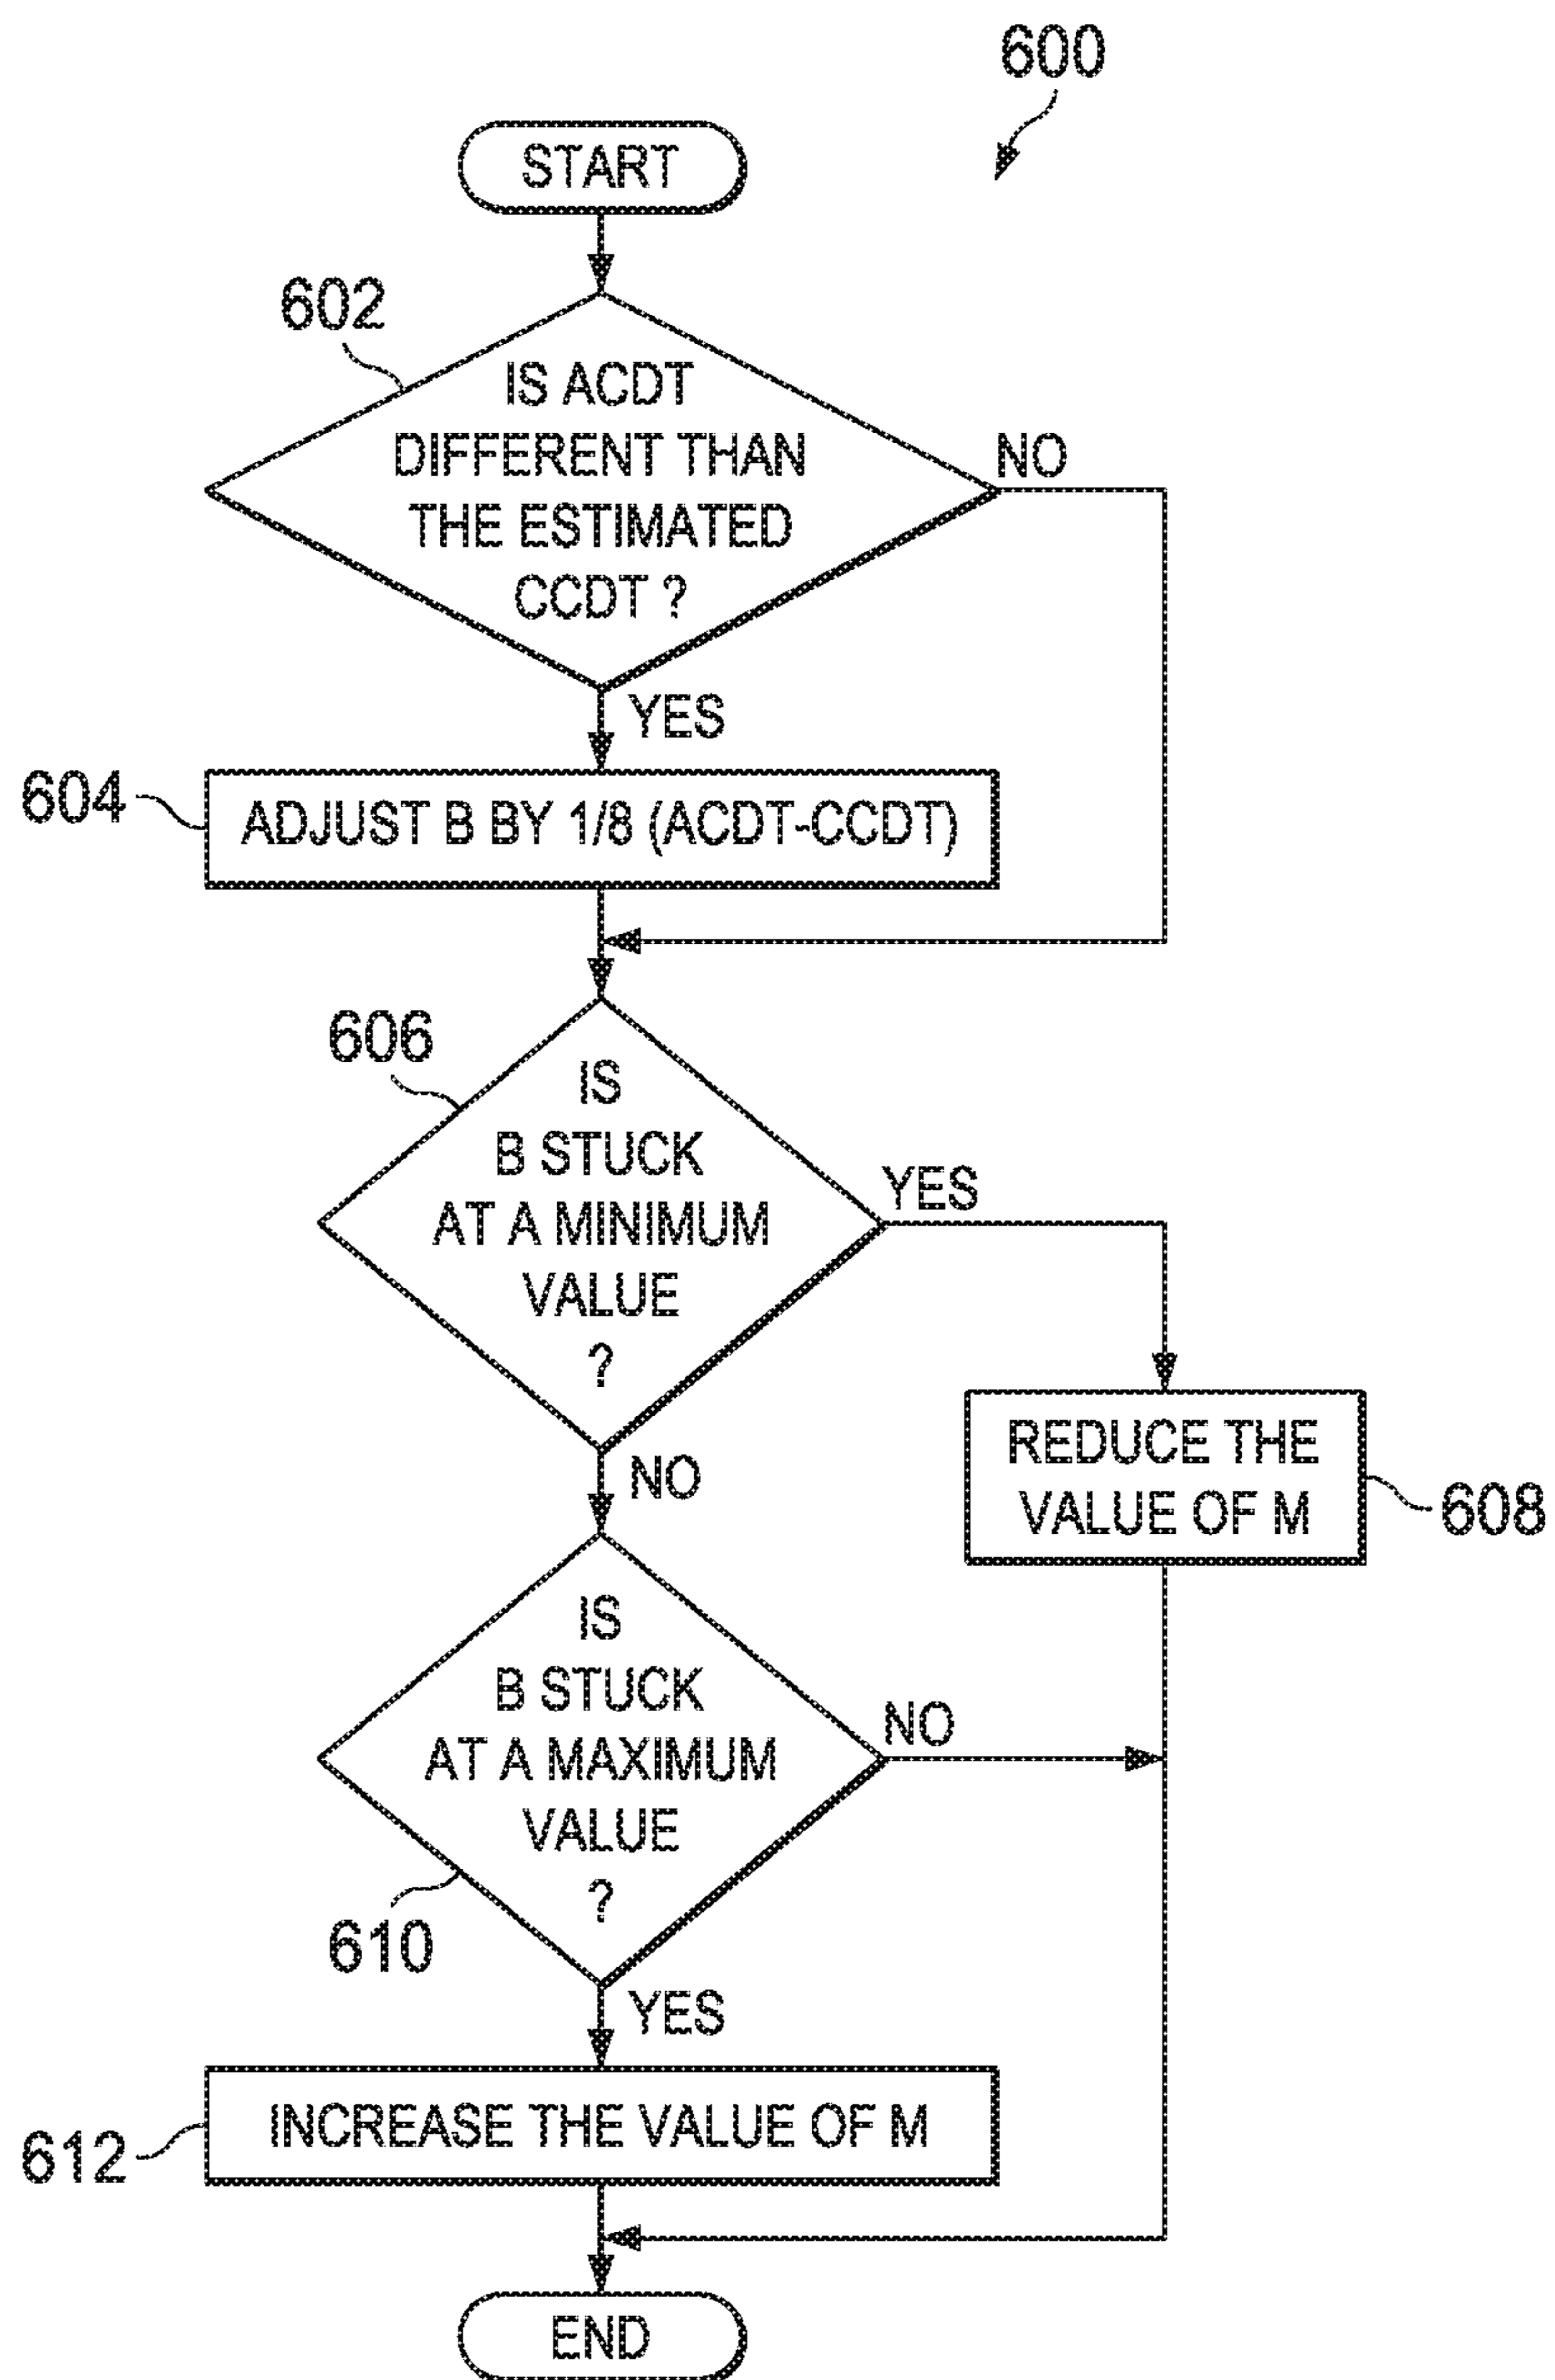 600
START
602
IS ACDT
DIFFERENT THAN
THE ESTIMATED
CCDT ?
NO
YES
604
ADJUST B BY 1/8 (ACDT-CCDT)
606
IS
B STUCK
AT A MINIMUM
VALUE
?
YES
NO
REDUCE THE
VALUE OF M
608
IS
B STUCK
AT A MAXIMUM
VALUE
?
NO
610
YES
612
INCREASE THE VALUE OF M
END